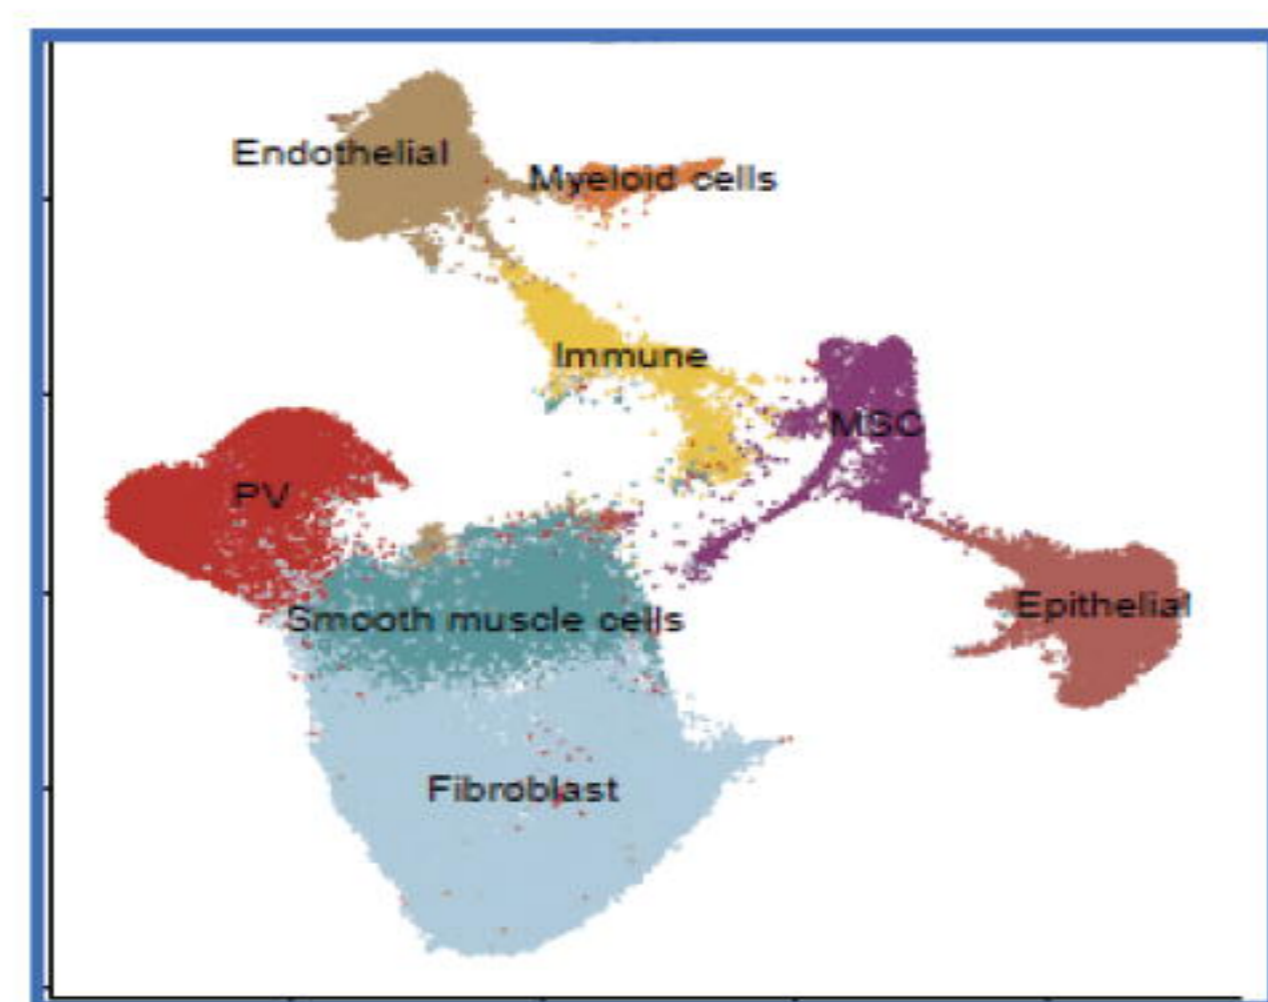 Endothelial
Myeloid cells
Immune
MSC
PV
Epithelial
Smooth muscle cells
Fibroblast